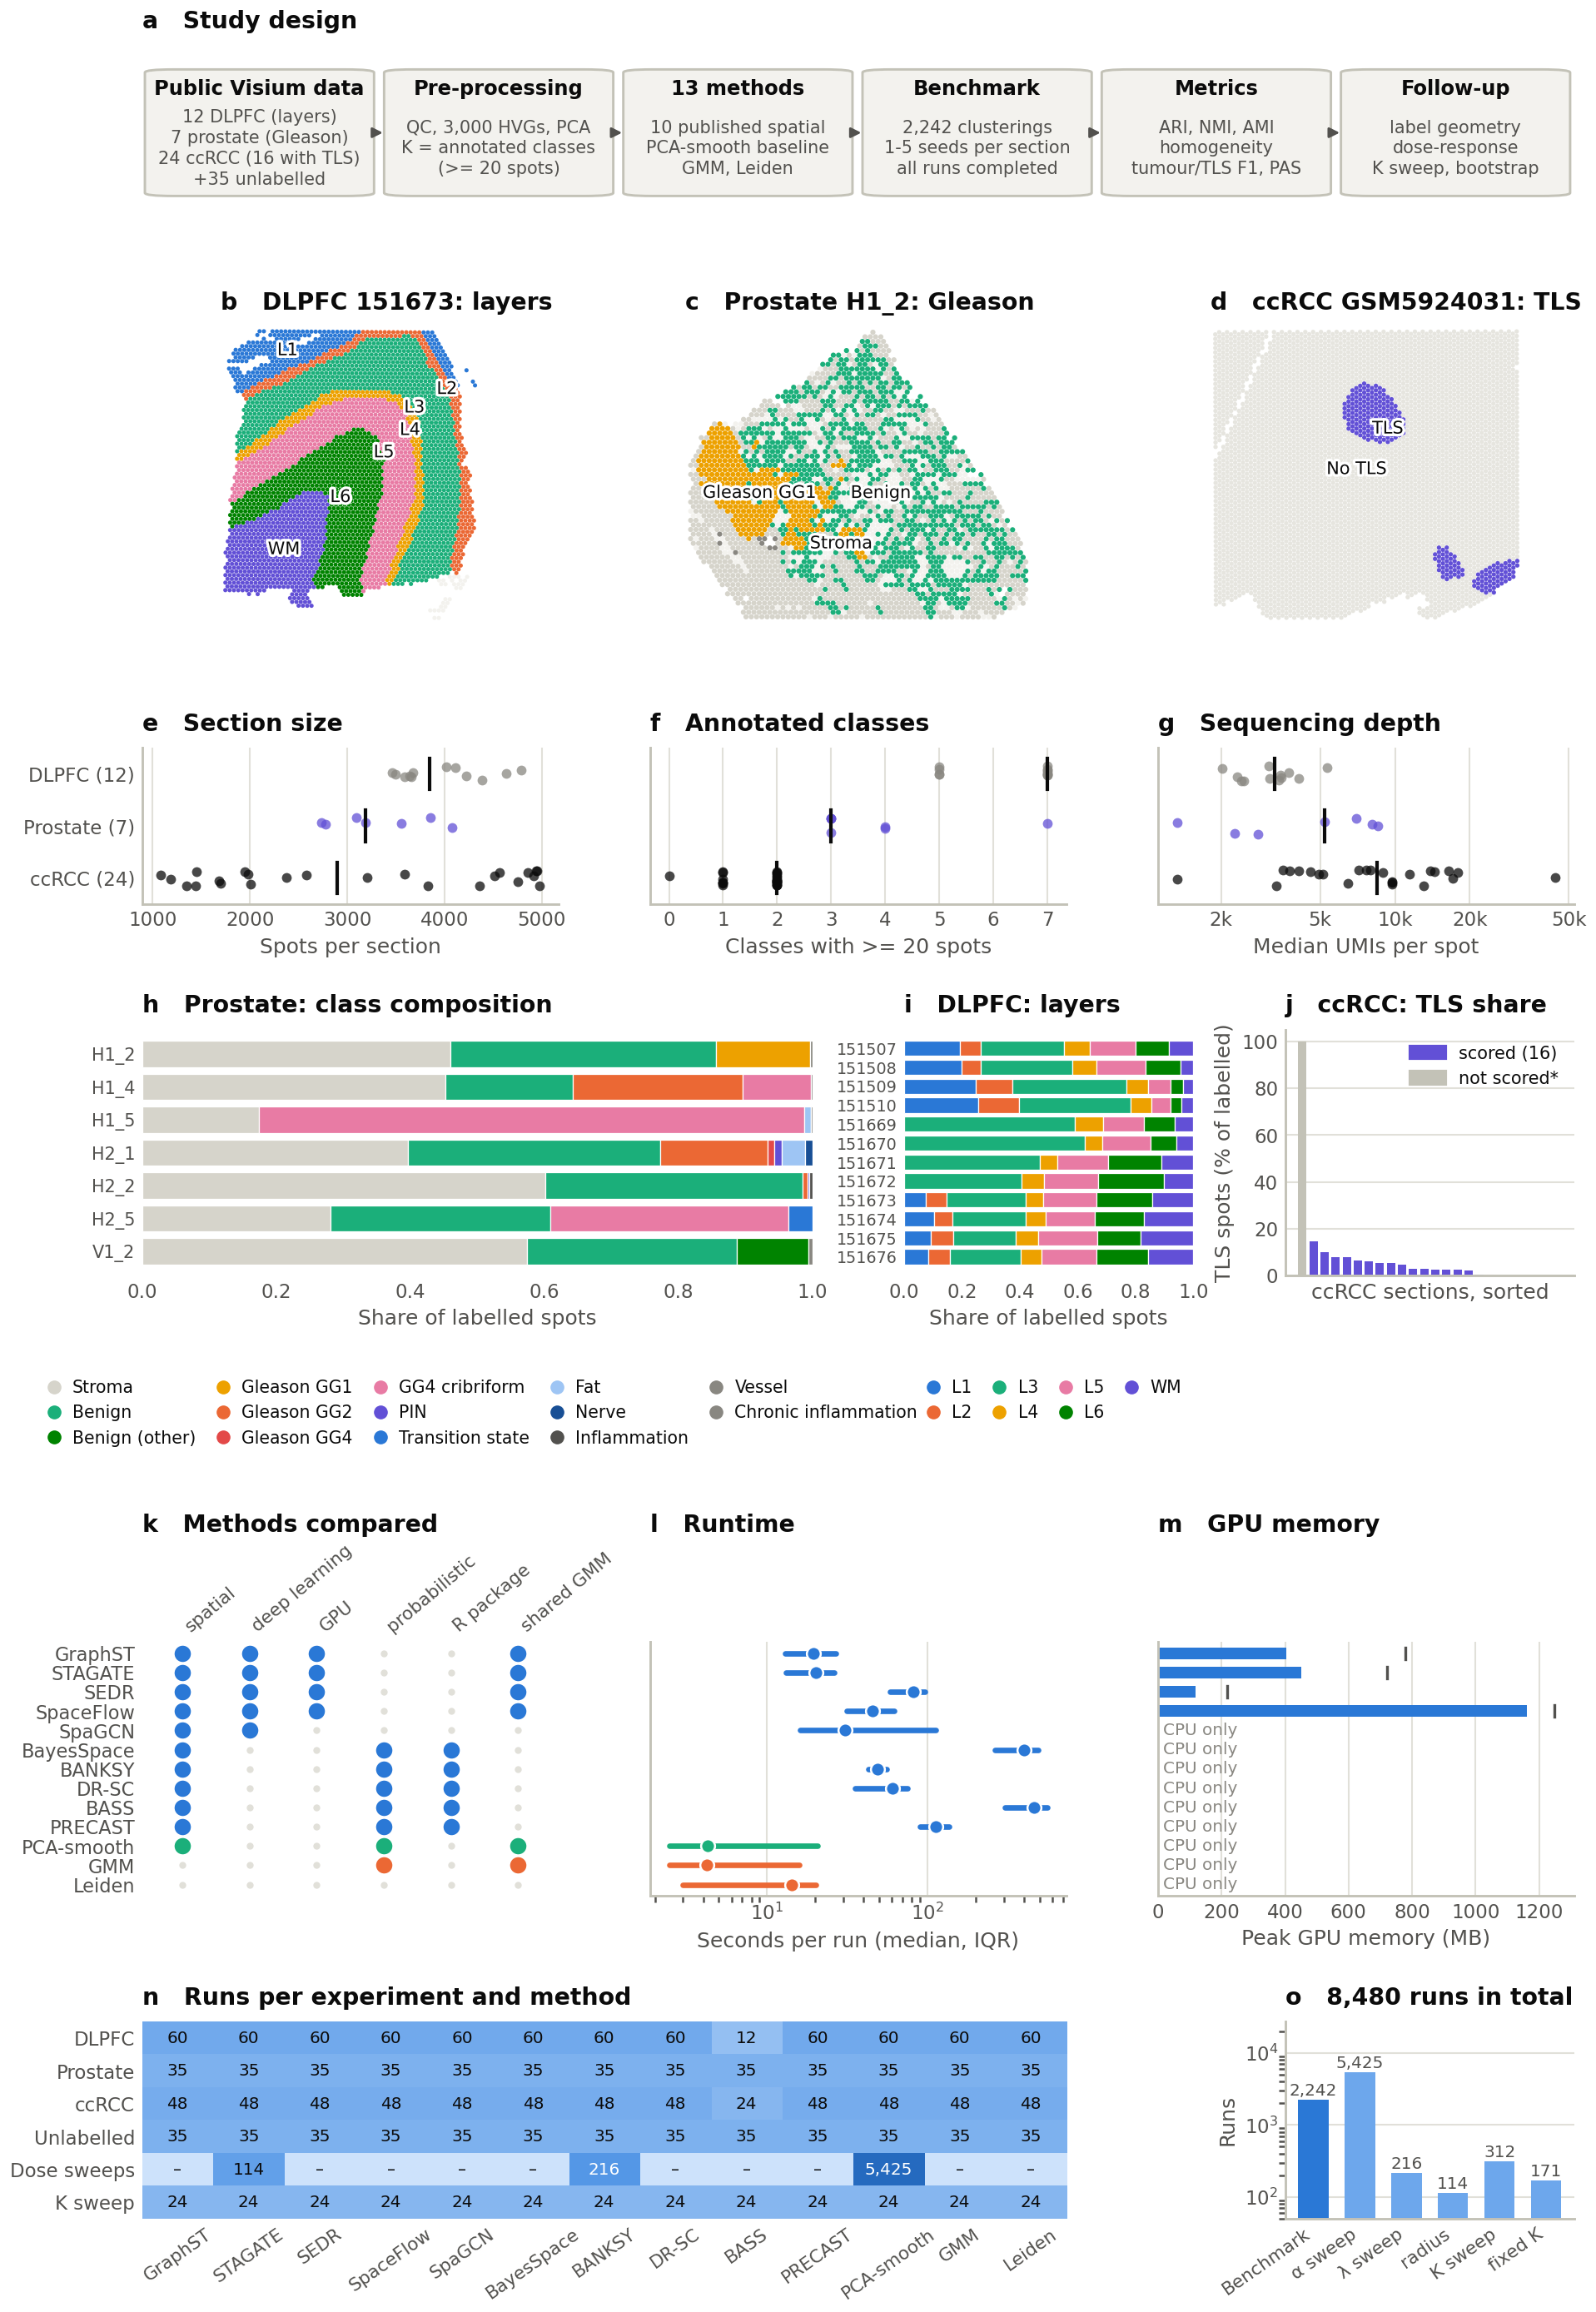 a Study design
Public Visium data
12 DLPFC (layers)
7 prostate (Gleason)
24 ccRCC (16 with TLS)
+35 unlabelled
Pre-processing
QC, 3,000 HVGs, PCA
K = annotated classes
(>= 20 spots)
13 methods
10 published spatial
PCA-smooth baseline
GMM, Leiden
Benchmark
2,242 clusterings
1-5 seeds per section
all runs completed
Metrics
ARI, NMI, AMI
homogeneity
tumour/TLS F1, PAS
Follow-up
label geometry
dose-response
K sweep, bootstrap
b DLPFC 151673: layers
L1
L2
L3
L4
L5
L6
WM
c Prostate H1_2: Gleason
Gleason GG1
Benign
Stroma
d ccRCC GSM5924031: TLS
TLS
No TLS
e Section size
DLPFC (12)
Prostate (7)
ccRCC (24)
1000 2000 3000 4000 5000
Spots per section
f Annotated classes
0 1 2 3 4 5 6 7
Classes with >= 20 spots
g Sequencing depth
2k 5k 10k 20k 50k
Median UMIs per spot
h Prostate: class composition
H1_2
H1_4
H1_5
H2_1
H2_2
H2_5
V1_2
0.0 0.2 0.4 0.6 0.8 1.0
Share of labelled spots
i DLPFC: layers
151507
151508
151509
151510
151669
151670
151671
151672
151673
151674
151675
151676
0.0 0.2 0.4 0.6 0.8 1.0
Share of labelled spots
j ccRCC: TLS share
TLS spots (% of labelled)
100
80
60
40
20
0
scored (16)
not scored*
ccRCC sections, sorted
Stroma
Benign
Benign (other)
Gleason GG1
Gleason GG2
Gleason GG4
GG4 cribriform
PIN
Transition state
Fat
Nerve
Inflammation
Vessel
Chronic inflammation
L1
L2
L3
L4
L5
L6
WM
k Methods compared
spatial
deep learning
GPU
probabilistic
R package
shared GMM
GraphST
STAGATE
SEDR
SpaceFlow
SpaGCN
BayesSpace
BANKSY
DR-SC
BASS
PRECAST
PCA-smooth
GMM
Leiden
l Runtime
10^1 10^2
Seconds per run (median, IQR)
m GPU memory
CPU only
CPU only
CPU only
CPU only
CPU only
CPU only
CPU only
CPU only
CPU only
0 200 400 600 800 1000 1200
Peak GPU memory (MB)
n Runs per experiment and method
DLPFC 60 60 60 60 60 60 60 60 12 60 60 60 60
Prostate 35 35 35 35 35 35 35 35 35 35 35 35 35
ccRCC 48 48 48 48 48 48 48 48 24 48 48 48 48
Unlabelled 35 35 35 35 35 35 35 35 35 35 35 35 35
Dose sweeps – 114 – – – – 216 – – – 5,425 – –
K sweep 24 24 24 24 24 24 24 24 24 24 24 24 24
GraphST
STAGATE
SEDR
SpaceFlow
SpaGCN
BayesSpace
BANKSY
DR-SC
BASS
PRECAST
PCA-smooth
GMM
Leiden
o 8,480 runs in total
Runs
10^4
10^3
10^2
2,242
5,425
216
114
312
171
Benchmark
α sweep
λ sweep
radius
K sweep
fixed K